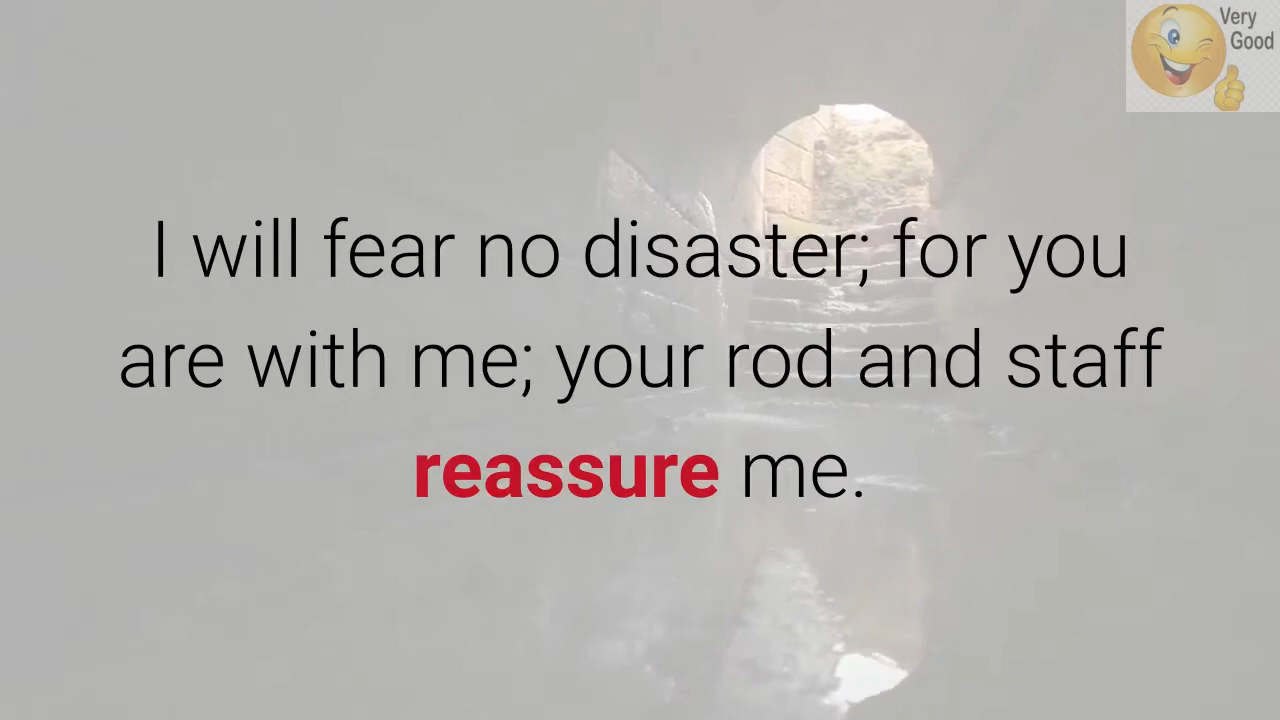 Very
Good
I will fear no disaster; for you
are with me; your rod and staff
reassure me.